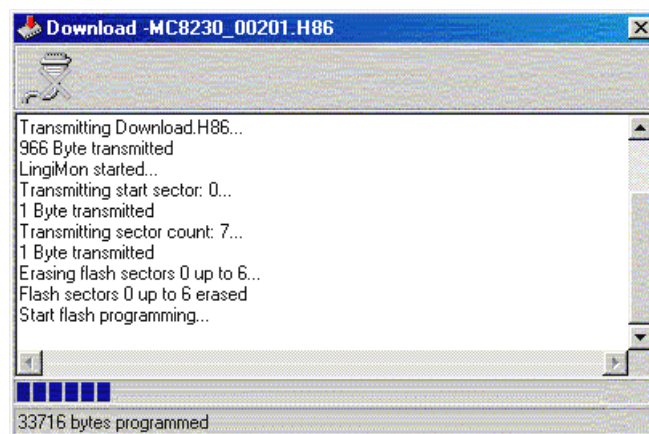 Download -MC8230_00201.H86
Transmitting Download.H86...
966 Byte transmitted
LingiMon started...
Transmitting start sector: 0...
1 Byte transmitted
Transmitting sector count: 7...
1 Byte transmitted
Erasing flash sectors 0 up to 6...
Flash sectors 0 up to 6 erased
Start flash programming...
33716 bytes programmed